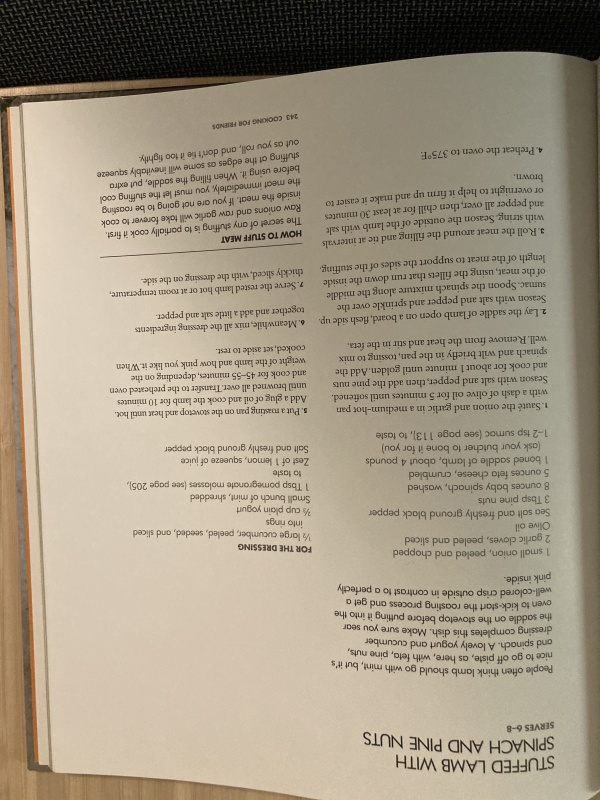 STUFFED LAMB WITH
SPINACH AND PINE NUTS
SERVES 6–8
People often think lamb should go with mint, but it's
nice to go off piste, as here, with feta, pine nuts,
and spinach. A lovely yogurt and cucumber
dressing completes this dish. Make sure you sear
the saddle on the stovetop before putting it into the
oven to kick-start the roasting process and get a
well-colored crisp outside in contrast to a perfectly
pink inside.
1 small onion, peeled and chopped
2 garlic cloves, peeled and sliced
Olive oil
Sea salt and freshly ground black pepper
3 Tbsp pine nuts
8 ounces baby spinach, washed
5 ounces feta cheese, crumbled
1 boned saddle of lamb, about 4 pounds
(ask your butcher to bone it for you)
1–2 tsp sumac (see page 113), to taste
1. Sauté the onion and garlic in a medium-hot pan
with a dash of olive oil for 5 minutes until softened.
Season with salt and pepper, then add the pine nuts
and cook for about 1 minute until golden. Add the
spinach and wilt briefly in the pan, tossing to mix
well. Remove from the heat and stir in the feta.
2. Lay the saddle of lamb open on a board, flesh side up.
Season with salt and pepper and sprinkle over the
sumac. Spoon the spinach mixture along the middle
of the meat, using the fillets that run down the inside
length of the meat to support the sides of the stuffing.
3. Roll the meat around the filling and tie at intervals
with string. Season the outside of the lamb with salt
and pepper all over, then chill for at least 30 minutes
or overnight to help it firm up and make it easier to
brown.
4. Preheat the oven to 375°F.
FOR THE DRESSING
½ large cucumber, peeled, seeded, and sliced
into rings
⅔ cup plain yogurt
Small bunch of mint, shredded
1 Tbsp pomegranate molasses (see page 205),
to taste
Zest of 1 lemon, squeeze of juice
Salt and freshly ground black pepper
5. Put a roasting pan on the stovetop and heat until hot.
Add a glug of oil and cook the lamb for 10 minutes
until browned all over. Transfer to the preheated oven
and cook for 45–55 minutes, depending on the
weight of the lamb and how pink you like it. When
cooked, set aside to rest.
6. Meanwhile, mix all the dressing ingredients
together and add a little salt and pepper.
7. Serve the rested lamb hot or at room temperature,
thickly sliced, with the dressing on the side.
HOW TO STUFF MEAT
The secret of any stuffing is to partially cook it first.
Raw onions and raw garlic will take forever to cook
inside the meat. If you are not going to be roasting
the meat immediately, you must let the stuffing cool
before using it. When filling the saddle, put extra
stuffing at the edges as some will inevitably squeeze
out as you roll, and don't tie it too tightly.
243 COOKING FOR FRIENDS